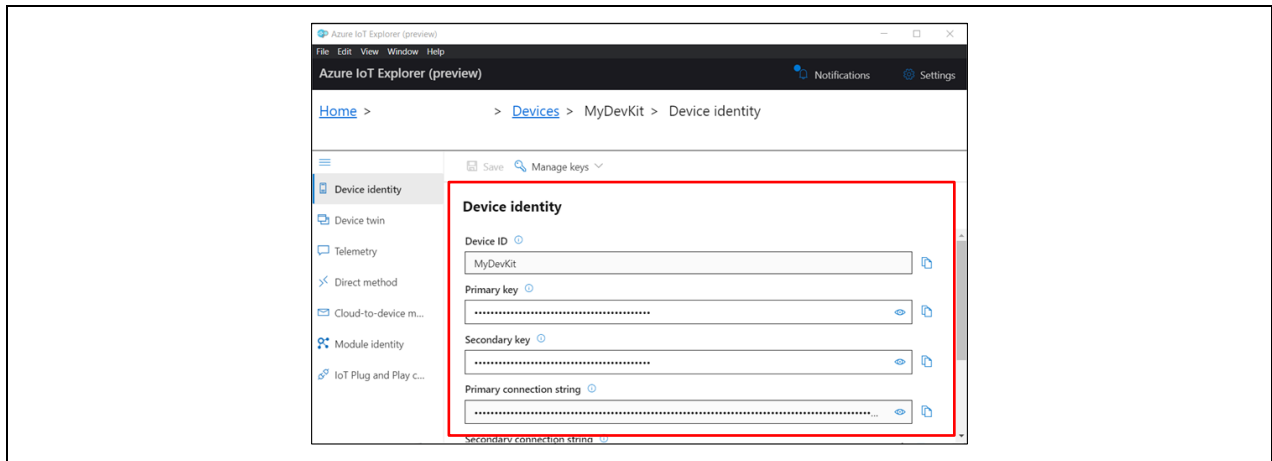 Azure IoT Explorer (preview)
File Edit View Window Help
Azure IoT Explorer (preview)
Notifications
Settings
Home > > Devices > MyDevKit > Device identity
Save
Manage keys
Device identity
Device twin
Telemetry
Direct method
Cloud-to-device m...
Module identity
IoT Plug and Play c...
Device identity
Device ID
MyDevKit
Primary key
Secondary key
Primary connection string
Secondary connection string